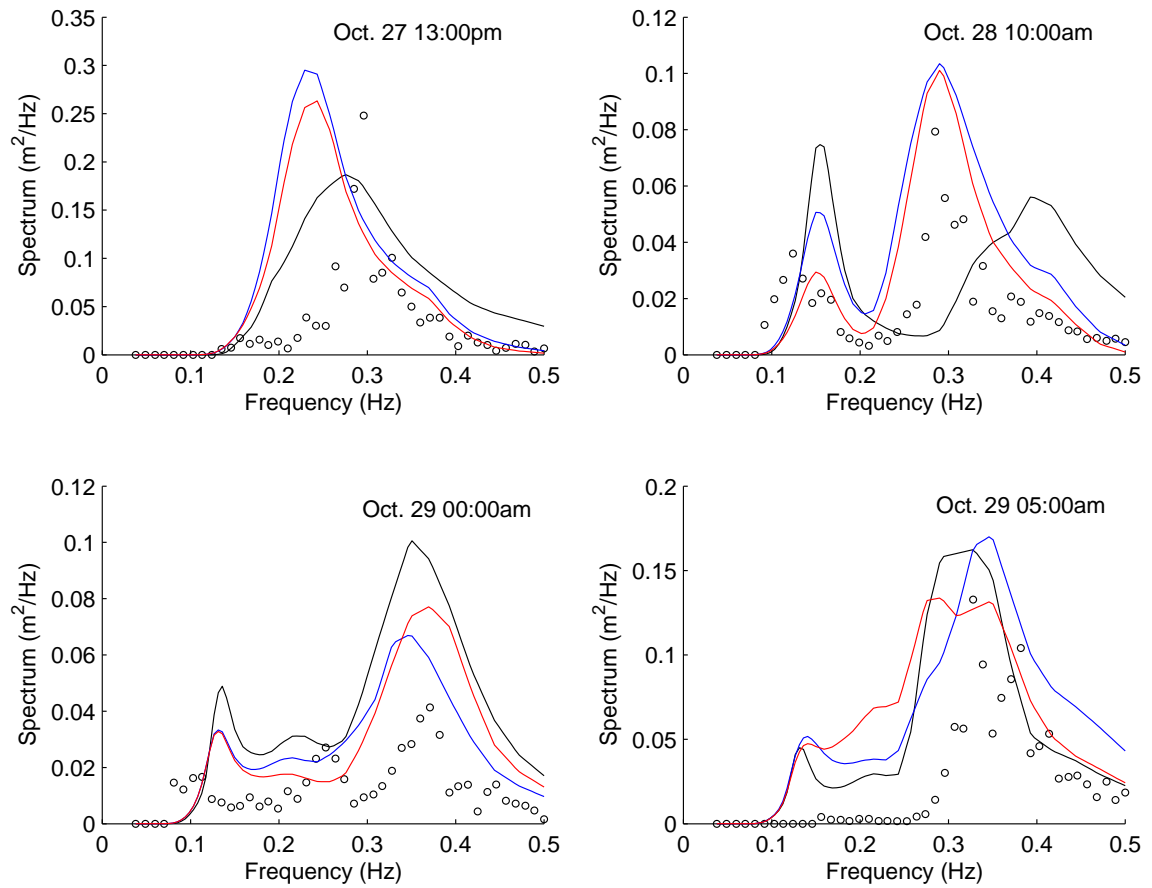 Oct. 27 13:00pm
Spectrum (m²/Hz)
0.35
0.3
0.25
0.2
0.15
0.1
0.05
0
0 0.1 0.2 0.3 0.4 0.5
Frequency (Hz)
Oct. 28 10:00am
Spectrum (m²/Hz)
0.12
0.1
0.08
0.06
0.04
0.02
0
0 0.1 0.2 0.3 0.4 0.5
Frequency (Hz)
Oct. 29 00:00am
Spectrum (m²/Hz)
0.12
0.1
0.08
0.06
0.04
0.02
0
0 0.1 0.2 0.3 0.4 0.5
Frequency (Hz)
Oct. 29 05:00am
Spectrum (m²/Hz)
0.2
0.15
0.1
0.05
0
0 0.1 0.2 0.3 0.4 0.5
Frequency (Hz)